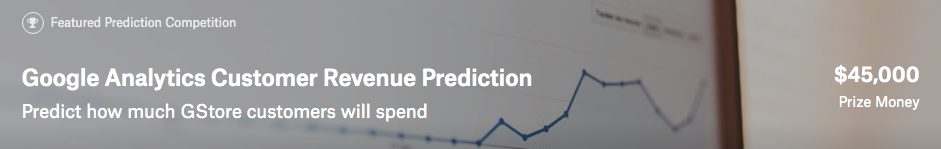 Featured Prediction Competition
Google Analytics Customer Revenue Prediction
Predict how much GStore customers will spend
$45,000
Prize Money